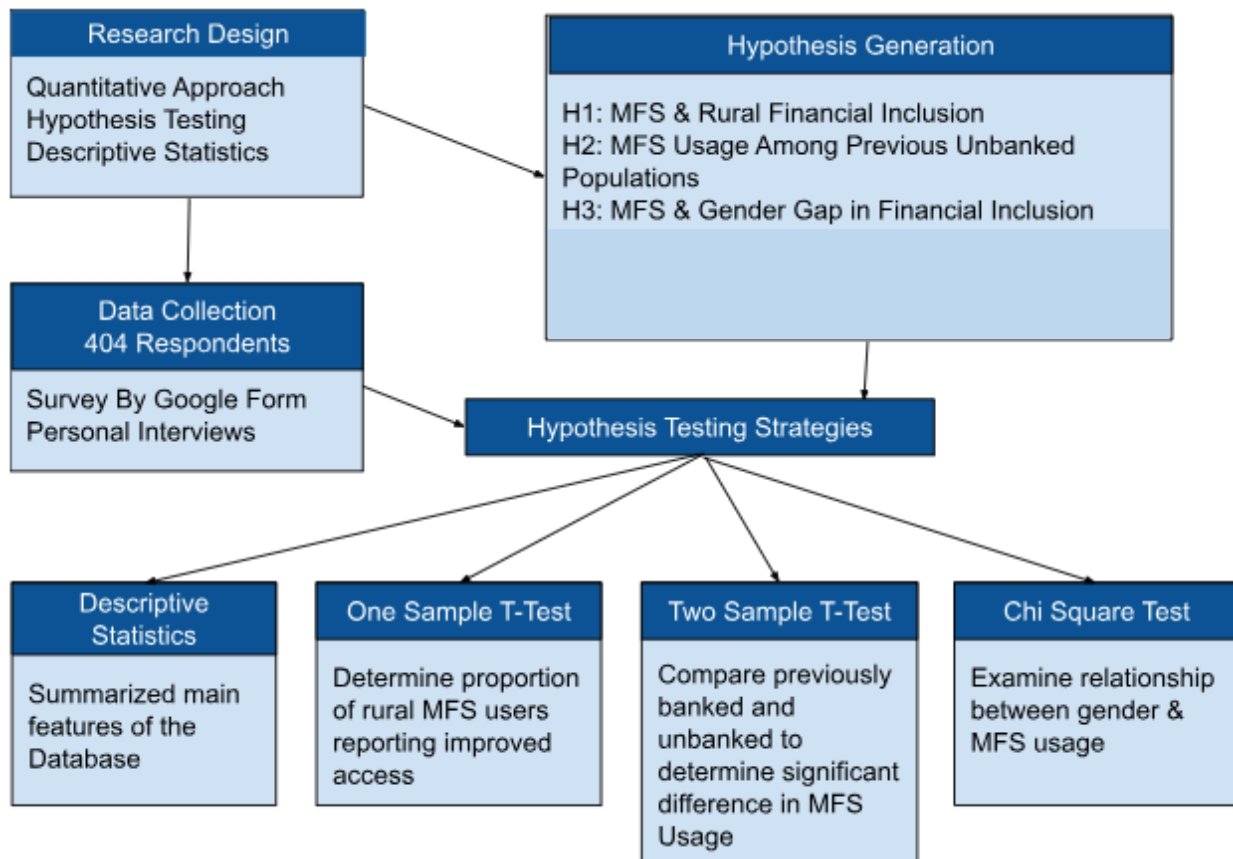 Research Design
Quantitative Approach
Hypothesis Testing
Descriptive Statistics
Hypothesis Generation
H1: MFS & Rural Financial Inclusion
H2: MFS Usage Among Previous Unbanked
Populations
H3: MFS & Gender Gap in Financial Inclusion
Data Collection
404 Respondents
Survey By Google Form
Personal Interviews
Hypothesis Testing Strategies
Descriptive
Statistics
Summarized main
features of the
Database
One Sample T-Test
Determine proportion
of rural MFS users
reporting improved
access
Two Sample T-Test
Compare previously
banked and
unbanked to
determine significant
difference in MFS
Usage
Chi Square Test
Examine relationship
between gender &
MFS usage